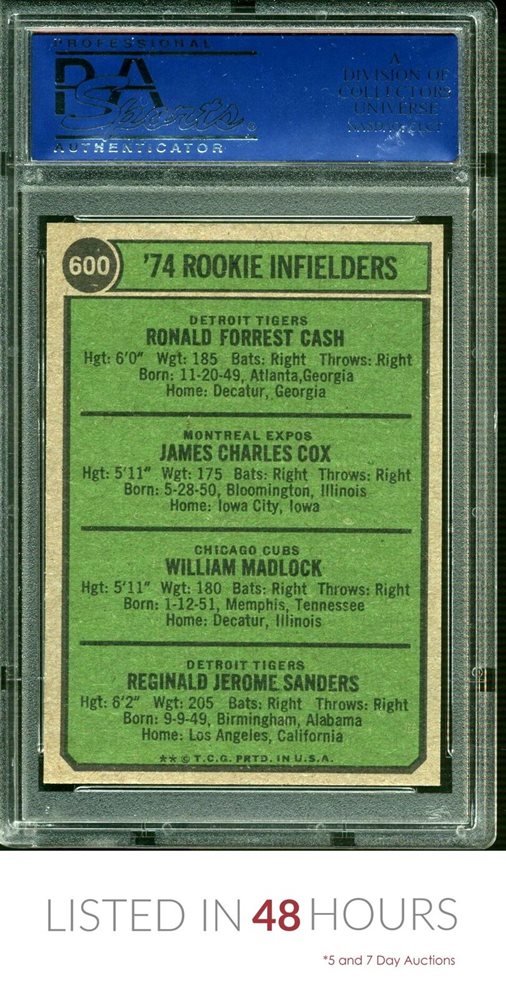 PROFESSIONAL
PSA
Sports
AUTHENTICATOR
A
DIVISION OF
COLLECTORS
UNIVERSE
NASDAQ: CLCT
600
'74 ROOKIE INFIELDERS
DETROIT TIGERS
RONALD FORREST CASH
Hgt: 6'0" Wgt: 185 Bats: Right Throws: Right
Born: 11-20-49, Atlanta,Georgia
Home: Decatur, Georgia
MONTREAL EXPOS
JAMES CHARLES COX
Hgt: 5'11" Wgt: 175 Bats: Right Throws: Right
Born: 5-28-50, Bloomington, Illinois
Home: Iowa City, Iowa
CHICAGO CUBS
WILLIAM MADLOCK
Hgt: 5'11" Wgt: 180 Bats: Right Throws: Right
Born: 1-12-51, Memphis, Tennessee
Home: Decatur, Illinois
DETROIT TIGERS
REGINALD JEROME SANDERS
Hgt: 6'2" Wgt: 205 Bats: Right Throws: Right
Born: 9-9-49, Birmingham, Alabama
Home: Los Angeles, California
** © T.C.G. PRTD. IN U.S.A.
LISTED IN 48 HOURS
*5 and 7 Day Auctions